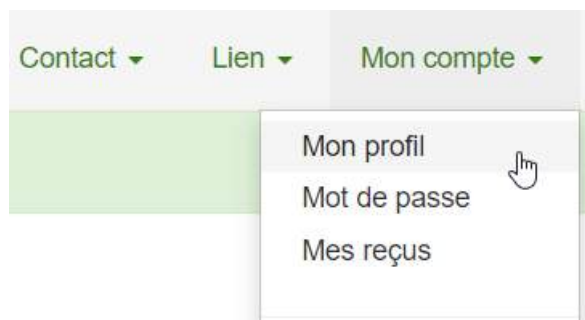 Contact Lien Mon compte
Mon profil
Mot de passe
Mes reçus